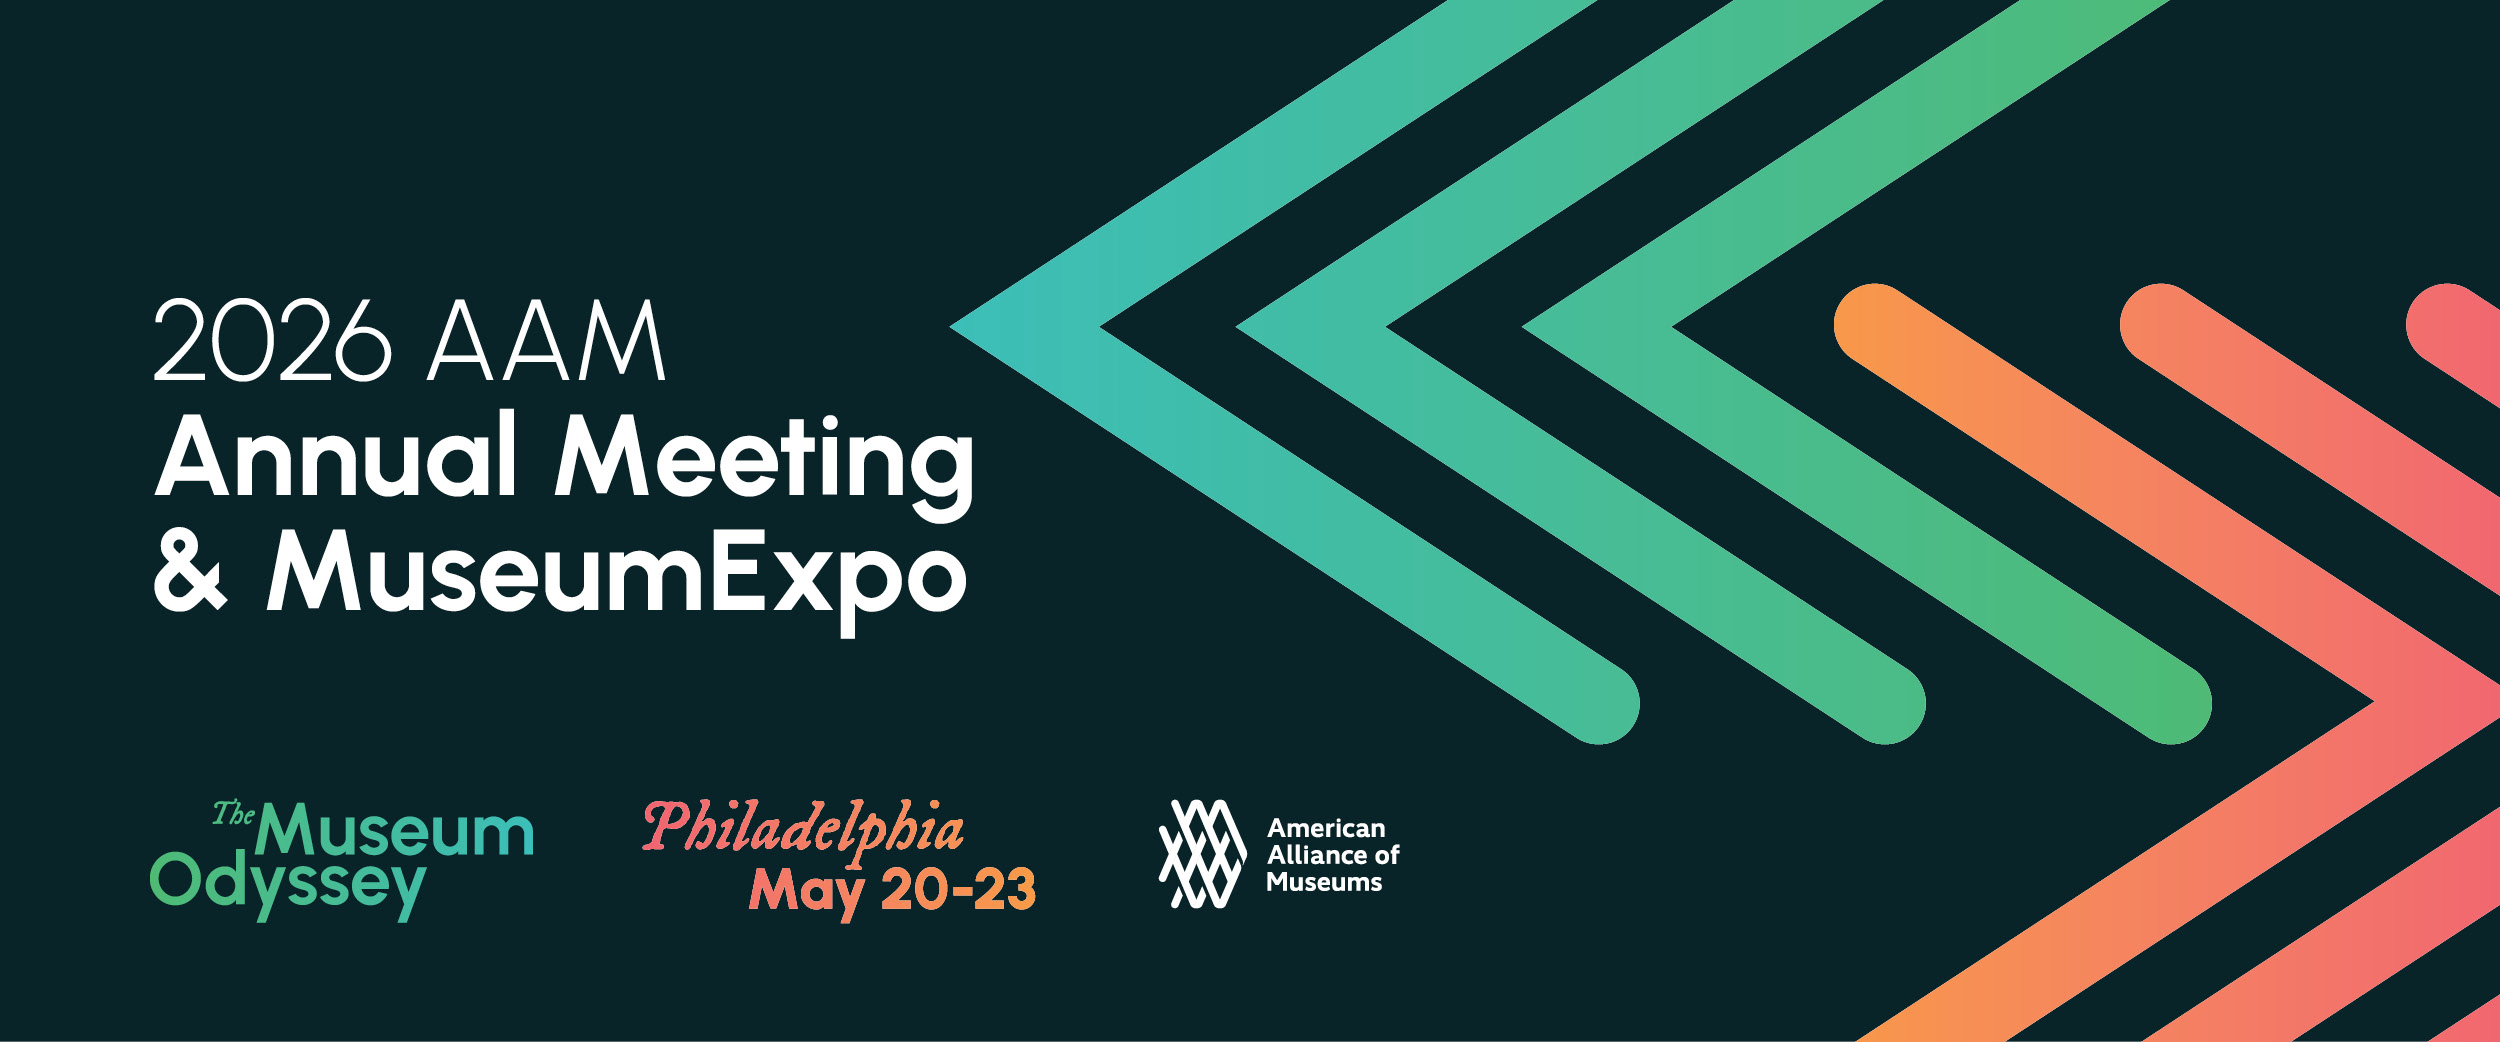 2026 AAM
Annual Meeting
& MuseumExpo
The Museum
Odyssey
Philadelphia
May 20-23
American
Alliance of
Museums